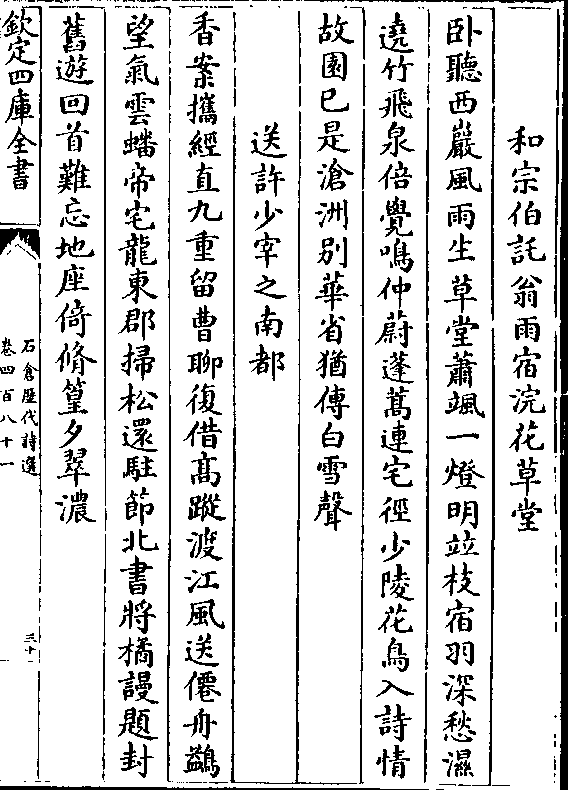 和宗伯託翁雨宿浣花草堂
卧聽西巖風雨生草堂蕭颯一燈明竝枝宿羽深愁濕
遶竹飛泉倍覺鳴仲蔚蓬蒿連宅徑少陵花鳥入詩情
故園已是滄洲別華省猶傳白雪聲
送許少宰之南都
香案攜經直九重留曹聊復借高蹤渡江風送僊舟鷁
望氣雲蟠帝宅龍東郡掃松還駐節北書將橘謾題封
舊遊回首難忘地座倚脩篁夕翠濃
欽定四庫全書
石倉歷代詩選
卷四百八十一
三十